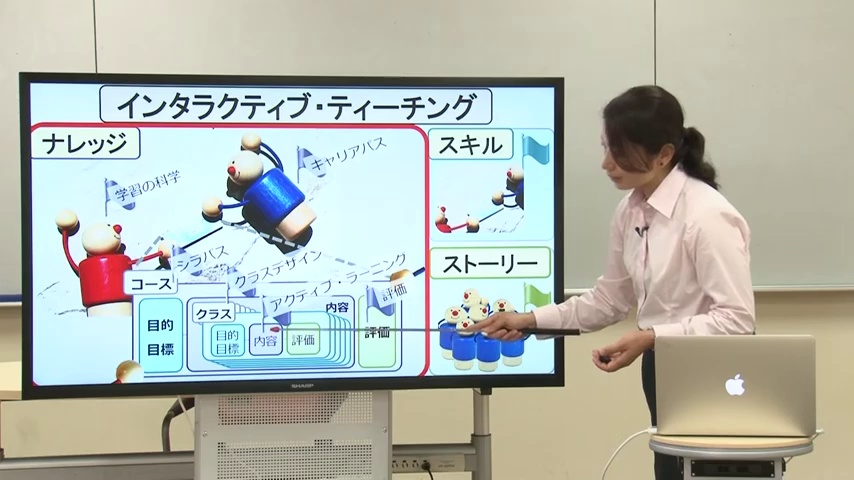 インタラクティブ・ティーチング
ナレッジ
スキル
学習の科学
キャリアパス
シラバス
クラスデザイン
アクティブ・ラーニング
評価
ストーリー
コース
目的
目標
クラス
内容
目的
目標
内容
評価
評価
SHARP